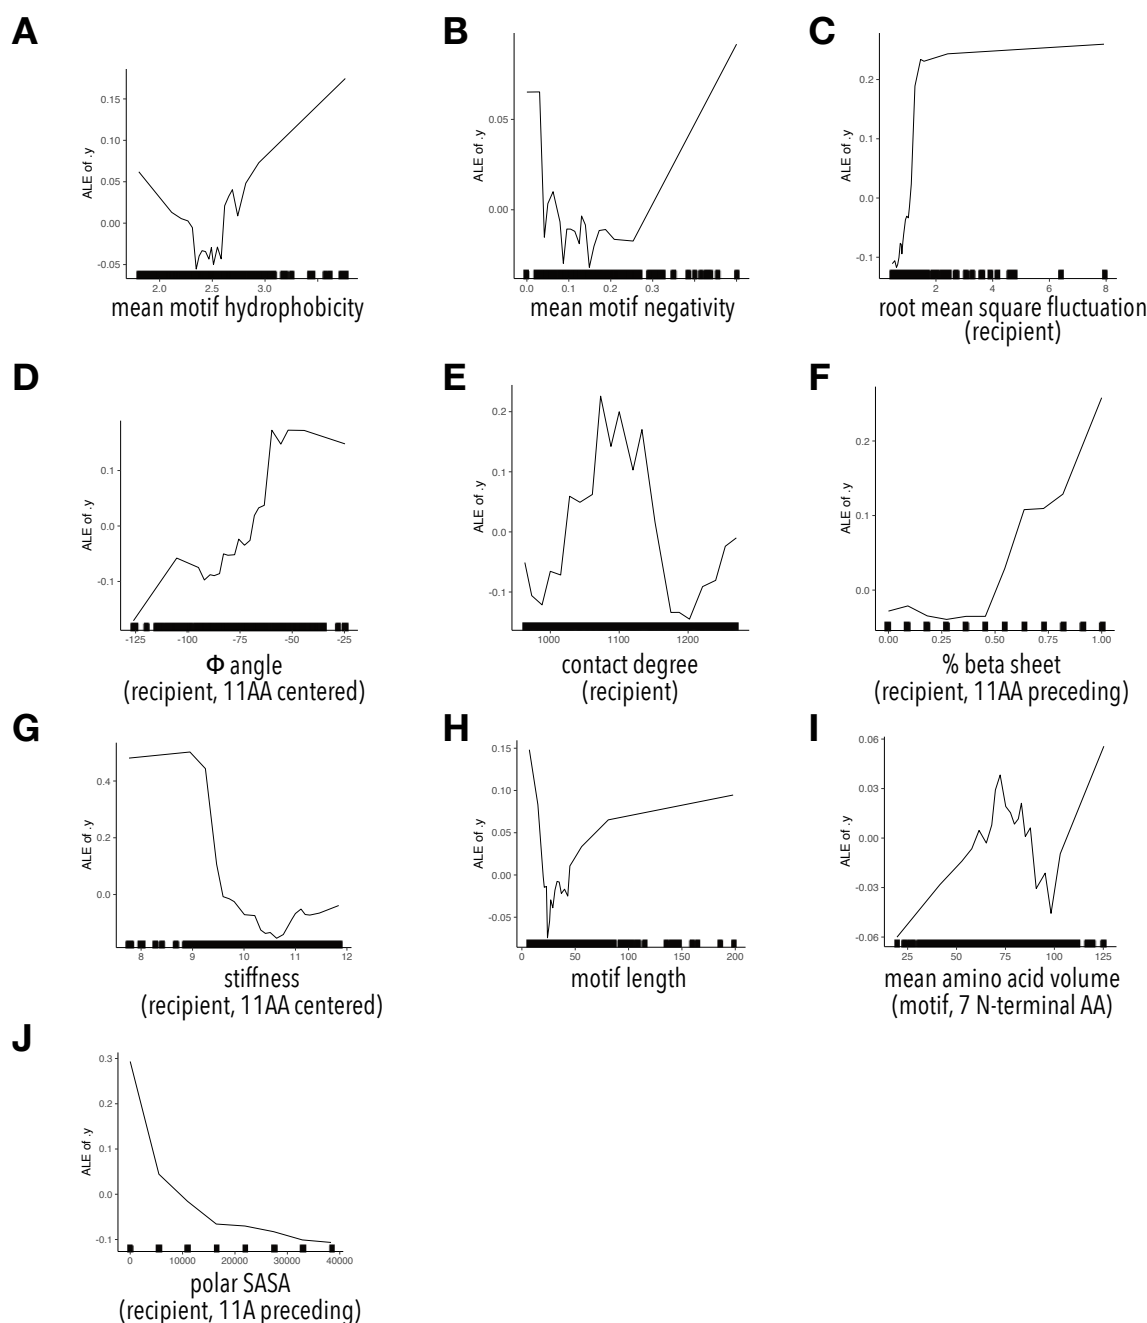 A
B
C
ALE of .y
0.15
0.10
0.05
0.00
-0.05
2.0
2.5
3.0
mean motif hydrophobicity
ALE of .y
0.05
0.00
0.0
0.1
0.2
0.3
mean motif negativity
ALE of .y
0.2
0.1
0.0
-0.1
2
4
6
8
root mean square fluctuation
(recipient)
D
E
F
ALE of .y
0.1
0.0
-0.1
-125
-100
-75
-50
-25
Φ angle
(recipient, 11AA centered)
ALE of .y
0.2
0.1
0.0
-0.1
1000
1100
1200
contact degree
(recipient)
ALE of .y
0.2
0.1
0.0
0.00
0.25
0.50
0.75
1.00
% beta sheet
(recipient, 11AA preceding)
G
H
I
ALE of .y
0.4
0.2
0.0
8
9
10
11
12
stiffness
(recipient, 11AA centered)
ALE of .y
0.15
0.10
0.05
0.00
-0.05
0
50
100
150
200
motif length
ALE of .y
0.06
0.03
0.00
-0.03
-0.06
25
50
75
100
125
mean amino acid volume
(motif, 7 N-terminal AA)
J
ALE of .y
0.3
0.2
0.1
0.0
-0.1
0
10000
20000
30000
40000
polar SASA
(recipient, 11A preceding)